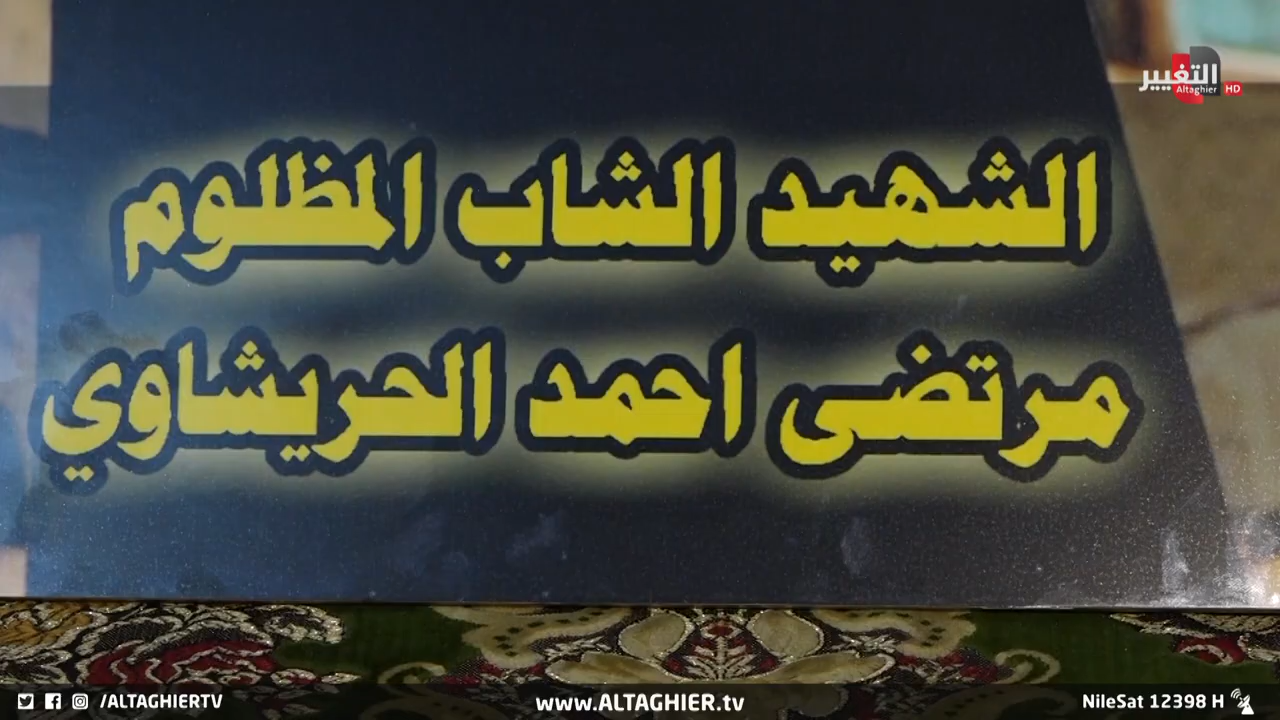 التغيير
Altaghier HD
الشهيد الشاب المظلوم
مرتضى احمد الحريشاوي
/ALTAGHIERTV
www.ALTAGHIER.tv
NileSat 12398 H